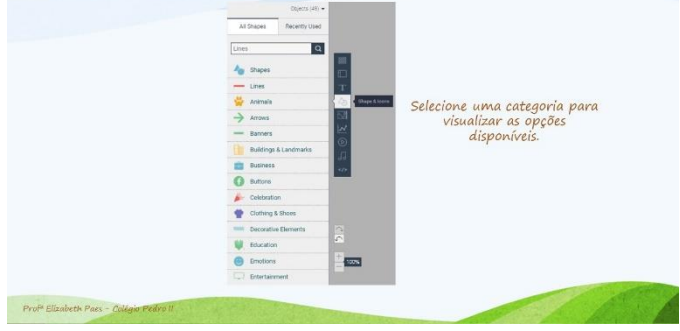 Objects (48)
All Shapes Recently Used
Lines
Shapes
Lines
Animals
Arrows
Banners
Buildings & Landmarks
Business
Buttons
Celebration
Clothing & Shoes
Decorative Elements
Education
Emotions
Entertainment
T
Shape & Icons
</>
100%
Selecione uma categoria para
visualizar as opções
disponíveis.
Profª Elizabeth Paes – Colégio Pedro II